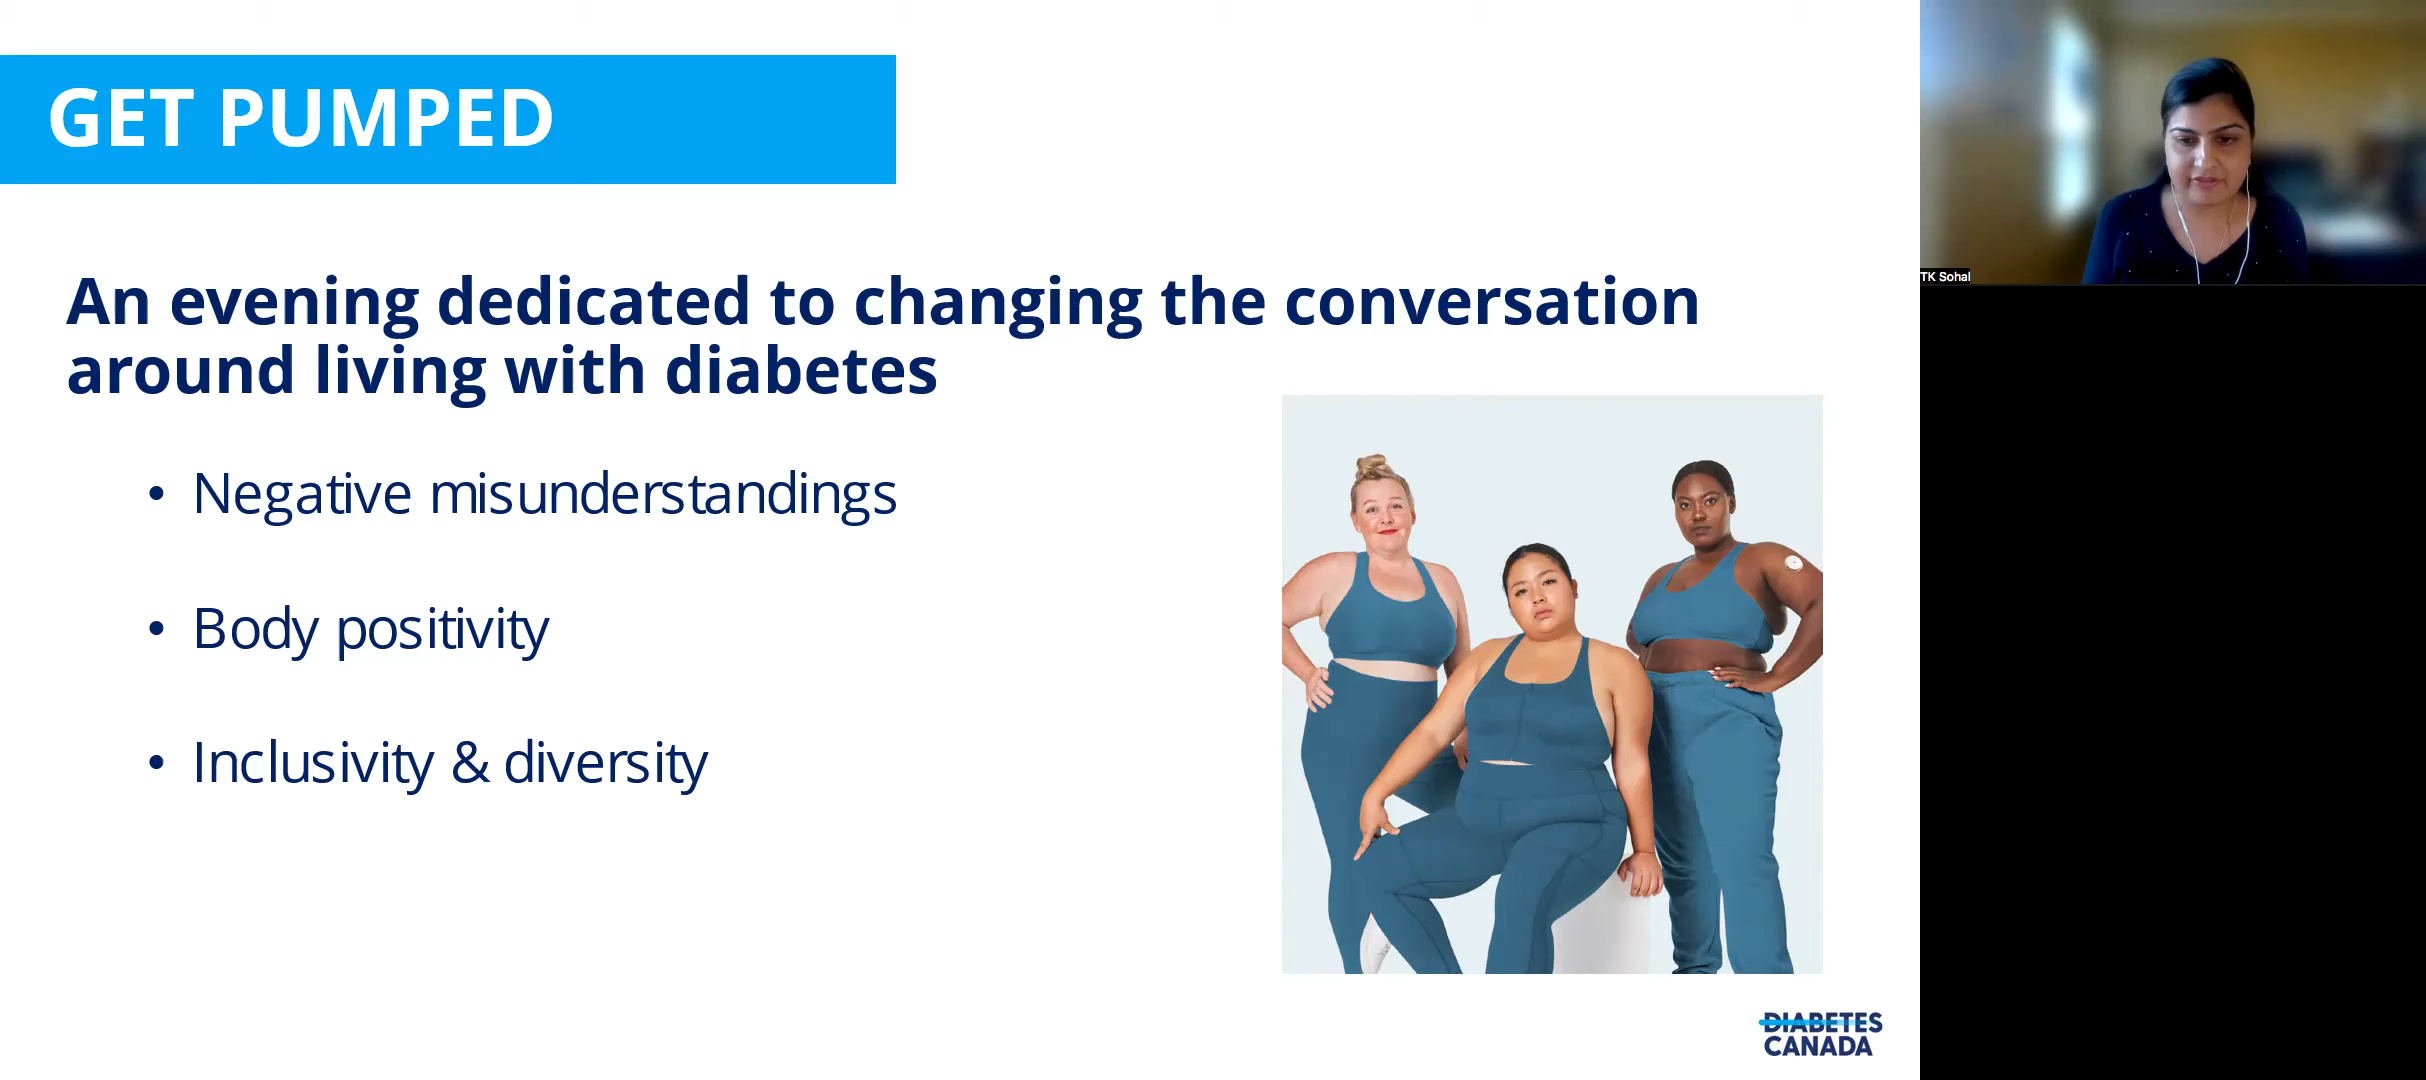 GET PUMPED
An evening dedicated to changing the conversation
around living with diabetes
• Negative misunderstandings
• Body positivity
• Inclusivity & diversity
DIABETES
CANADA
TK Sohal